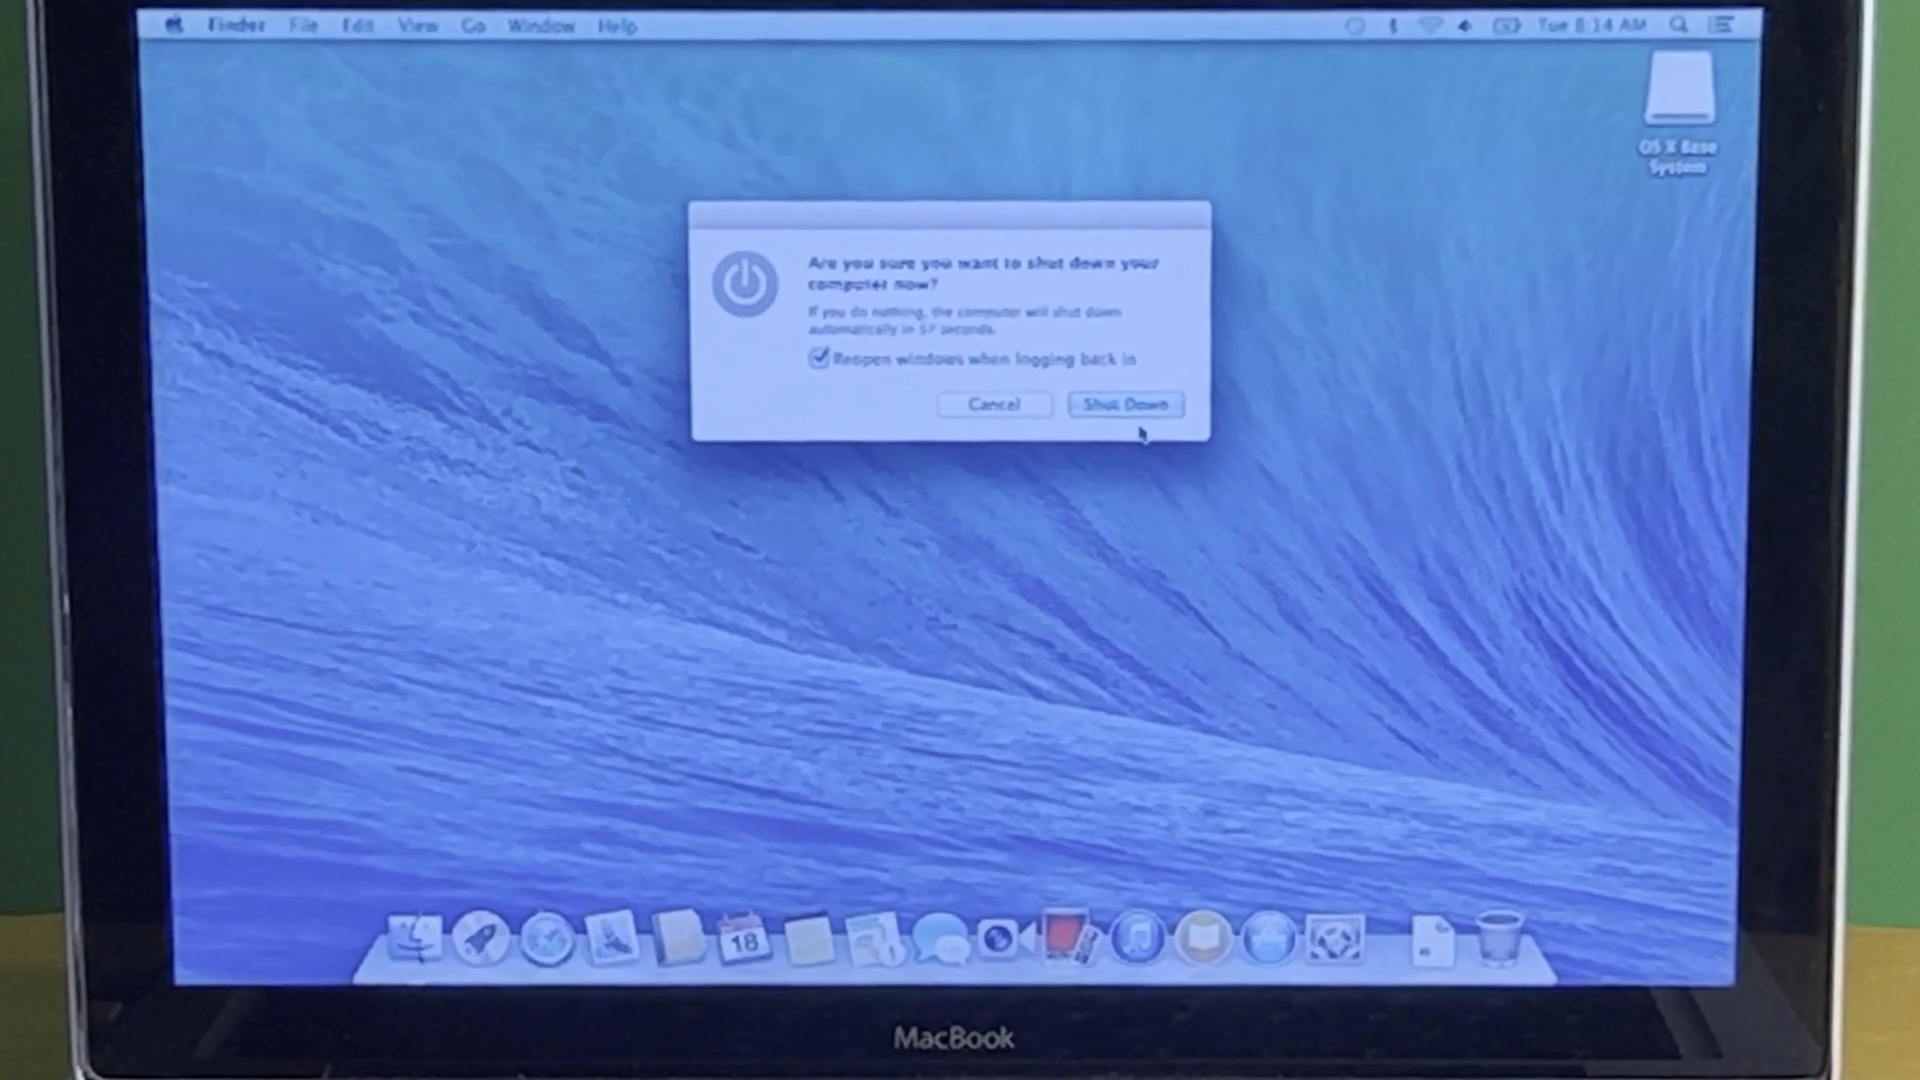 Finder File Edit View Go Window Help Tue 8:14 AM
OS X Base
System
Are you sure you want to shut down your
computer now?
If you do nothing, the computer will shut down
automatically in 57 seconds.
Reopen windows when logging back in
Cancel Shut Down
18
MacBook